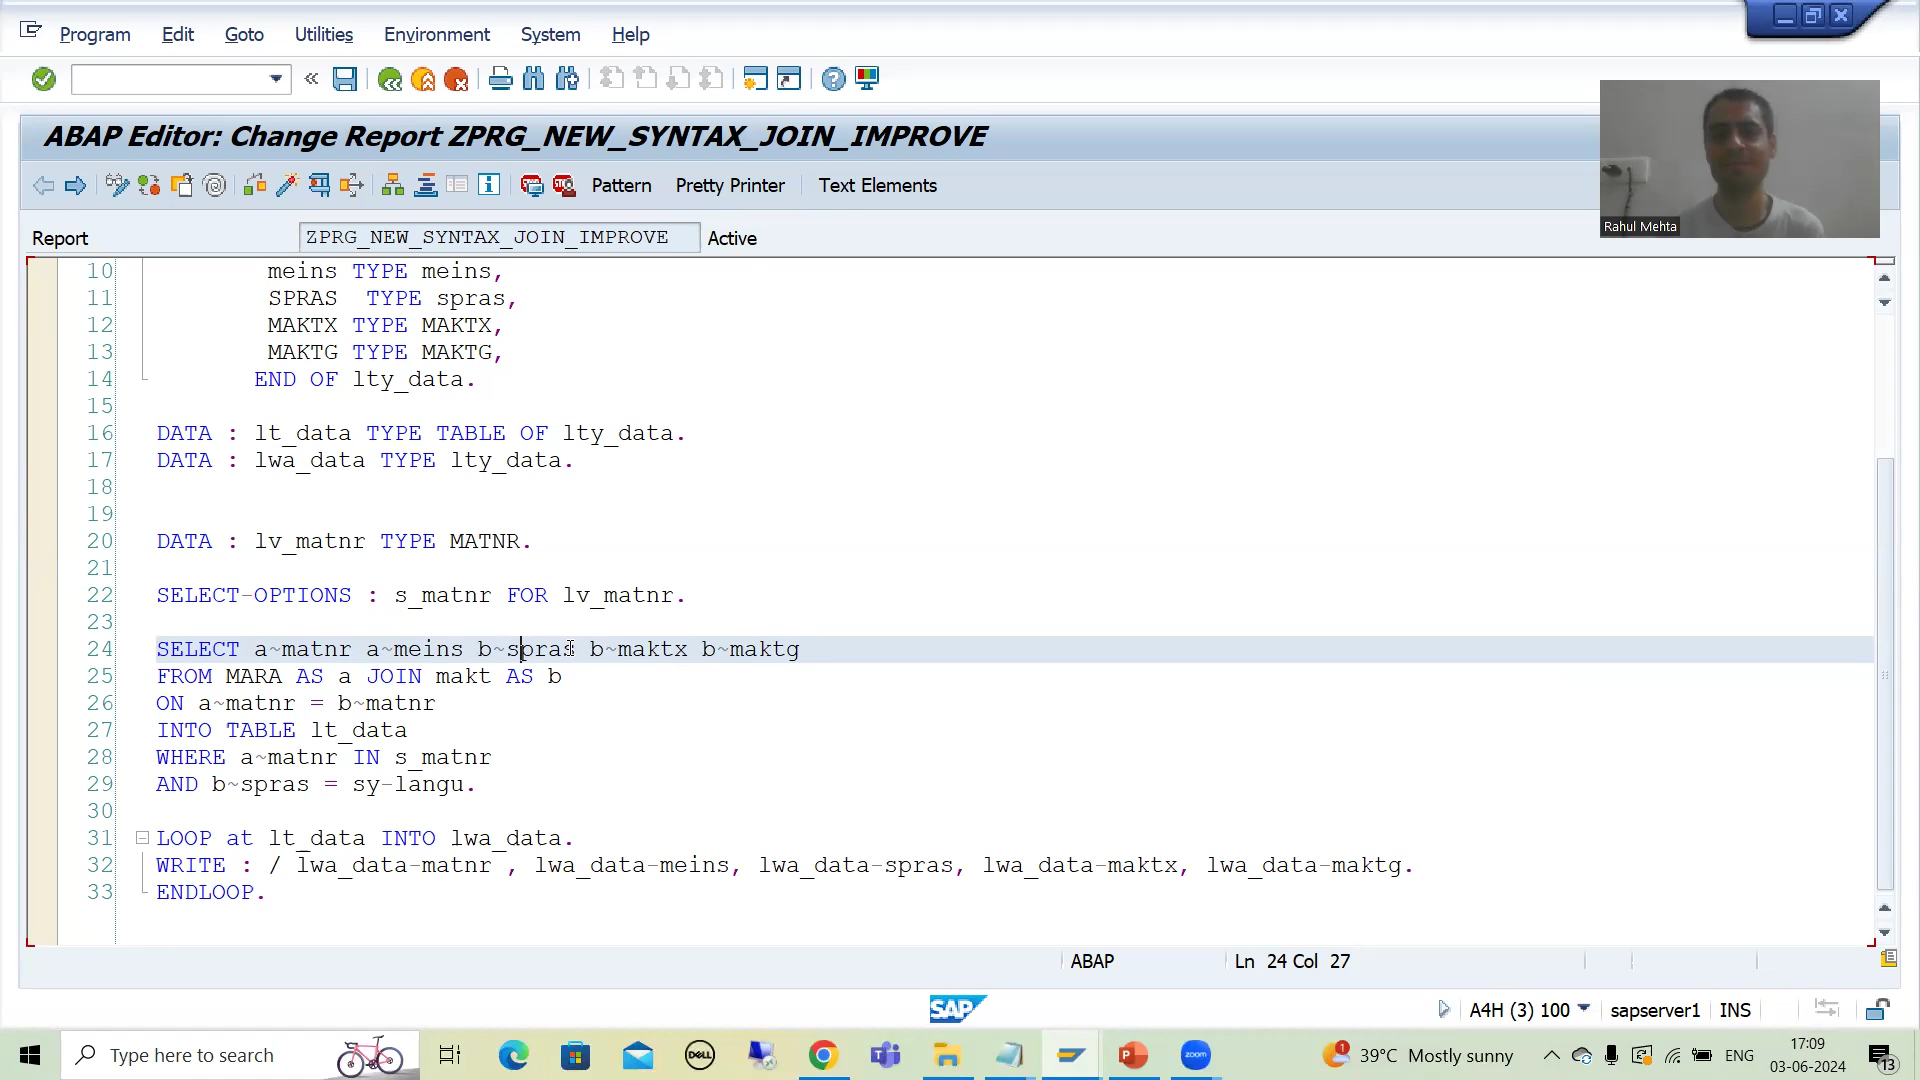 Program Edit Goto Utilities Environment System Help
ABAP Editor: Change Report ZPRG_NEW_SYNTAX_JOIN_IMPROVE
Pattern Pretty Printer Text Elements
Rahul Mehta
Report ZPRG_NEW_SYNTAX_JOIN_IMPROVE Active
10 meins TYPE meins,
11 SPRAS TYPE spras,
12 MAKTX TYPE MAKTX,
13 MAKTG TYPE MAKTG,
14 END OF lty_data.
15
16 DATA : lt_data TYPE TABLE OF lty_data.
17 DATA : lwa_data TYPE lty_data.
18
19
20 DATA : lv_matnr TYPE MATNR.
21
22 SELECT-OPTIONS : s_matnr FOR lv_matnr.
23
24 SELECT a~matnr a~meins b~spras b~maktx b~maktg
25 FROM MARA AS a JOIN makt AS b
26 ON a~matnr = b~matnr
27 INTO TABLE lt_data
28 WHERE a~matnr IN s_matnr
29 AND b~spras = sy-langu.
30
31 LOOP at lt_data INTO lwa_data.
32 WRITE : / lwa_data-matnr , lwa_data-meins, lwa_data-spras, lwa_data-maktx, lwa_data-maktg.
33 ENDLOOP.
ABAP Ln 24 Col 27
SAP A4H (3) 100 sapserver1 INS
Type here to search
DELL
zoom
1
39°C Mostly sunny
ENG
17:09
03-06-2024
13